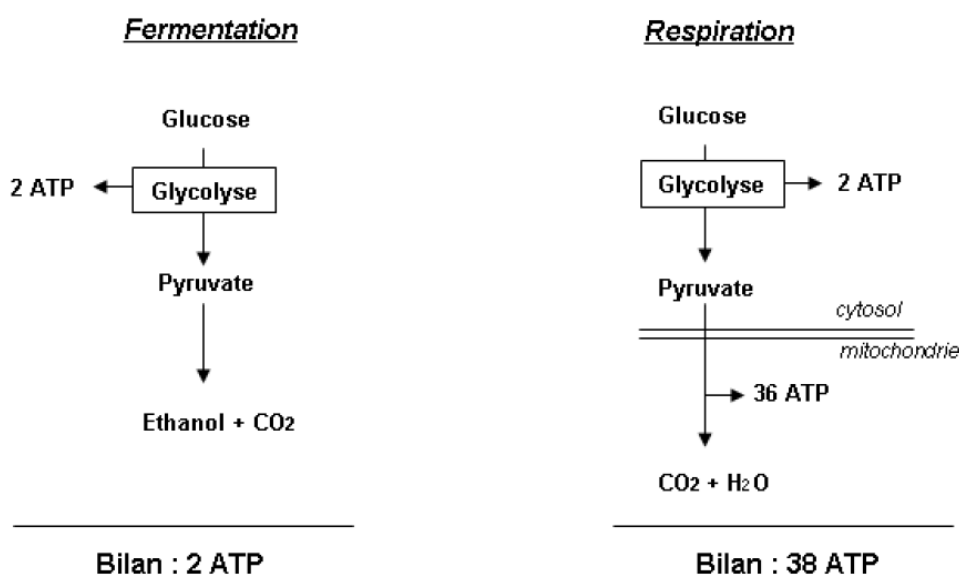 Fermentation
Glucose
2 ATP
Glycolyse
Pyruvate
Ethanol + CO2
Bilan : 2 ATP
Respiration
Glucose
Glycolyse
2 ATP
Pyruvate
cytosol
mitochondrie
36 ATP
CO2 + H2O
Bilan : 38 ATP